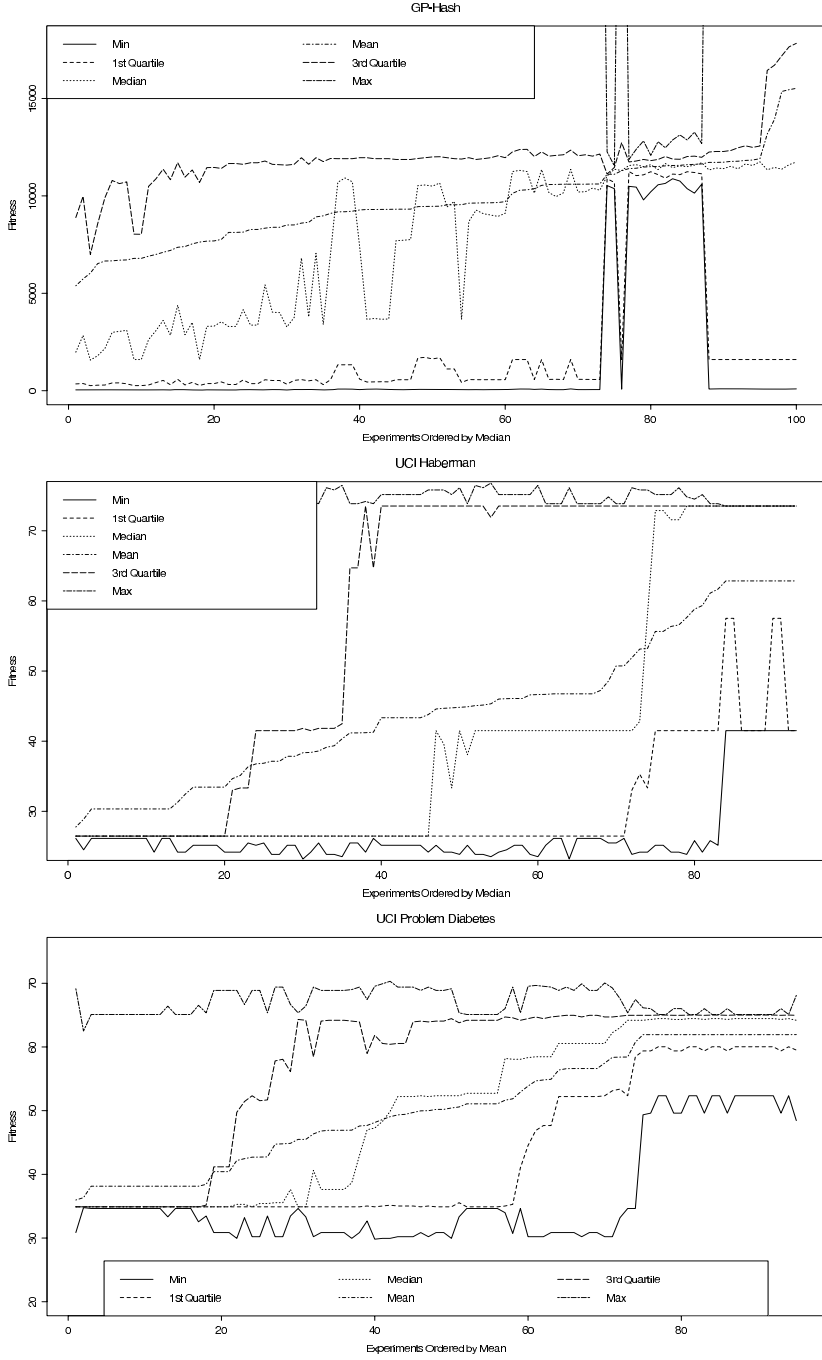 GP-Hash
Min Mean
1st Quartile 3rd Quartile
Median Max
15000
10000
5000
0
Fitness
0 20 40 60 80 100
Experiments Ordered by Median
UCI Haberman
Min
1st Quartile
Median
Mean
3rd Quartile
Max
70
60
50
40
30
Fitness
0 20 40 60 80
Experiments Ordered by Median
UCI Problem Diabetes
70
60
50
40
30
20
Fitness
Min Median 3rd Quartile
1st Quartile Mean Max
0 20 40 60 80
Experiments Ordered by Mean